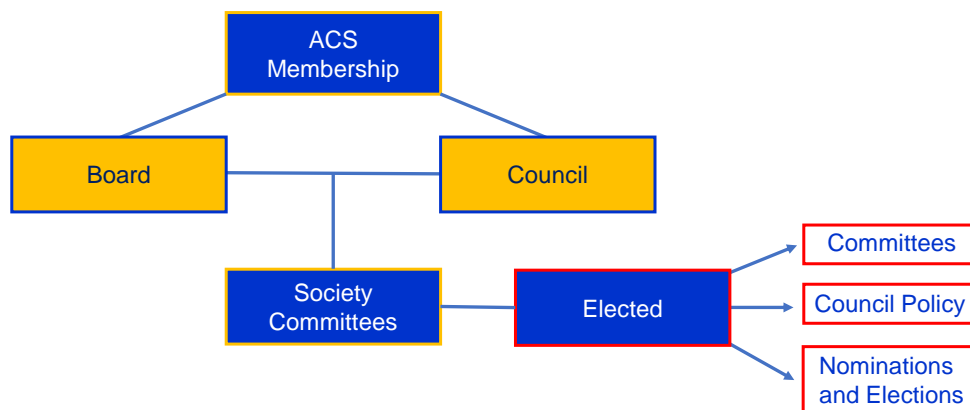 ACS
Membership
Board
Council
Society
Committees
Elected
Committees
Council Policy
Nominations
and Elections